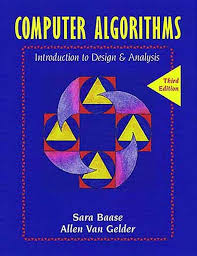 COMPUTER ALGORITHMS
Introduction to Design & Analysis
Third
Edition
Sara Baase
Allen Van Gelder